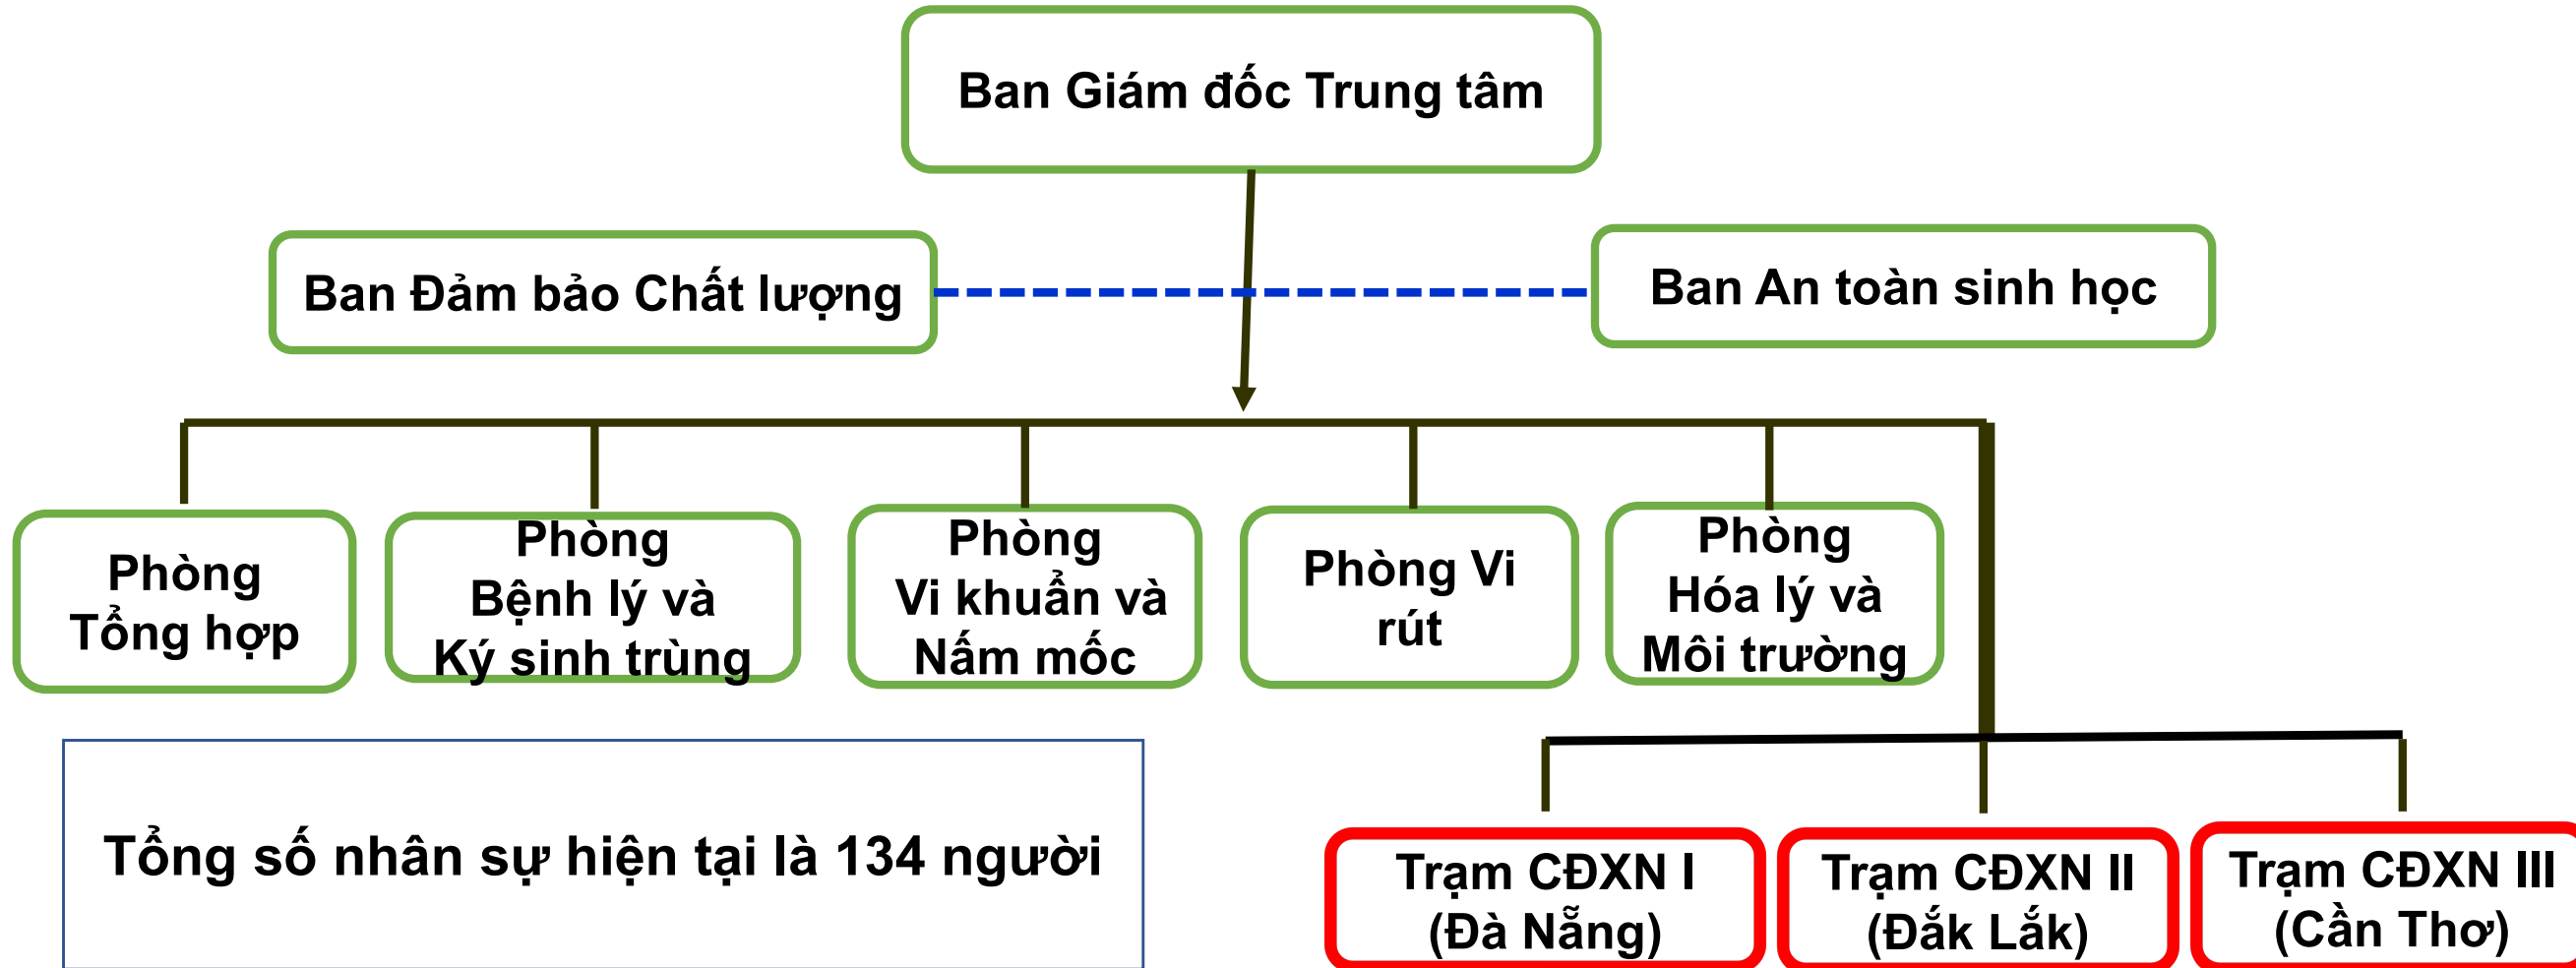 Ban Giám đốc Trung tâm
Ban Đảm bảo Chất lượng
Ban An toàn sinh học
Phòng
Tổng hợp
Phòng
Bệnh lý và
Ký sinh trùng
Phòng
Vi khuẩn và
Nấm mốc
Phòng Vi
rút
Phòng
Hóa lý và
Môi trường
Tổng số nhân sự hiện tại là 134 người
Trạm CĐXN I
(Đà Nẵng)
Trạm CĐXN II
(Đắk Lắk)
Trạm CĐXN III
(Cần Thơ)